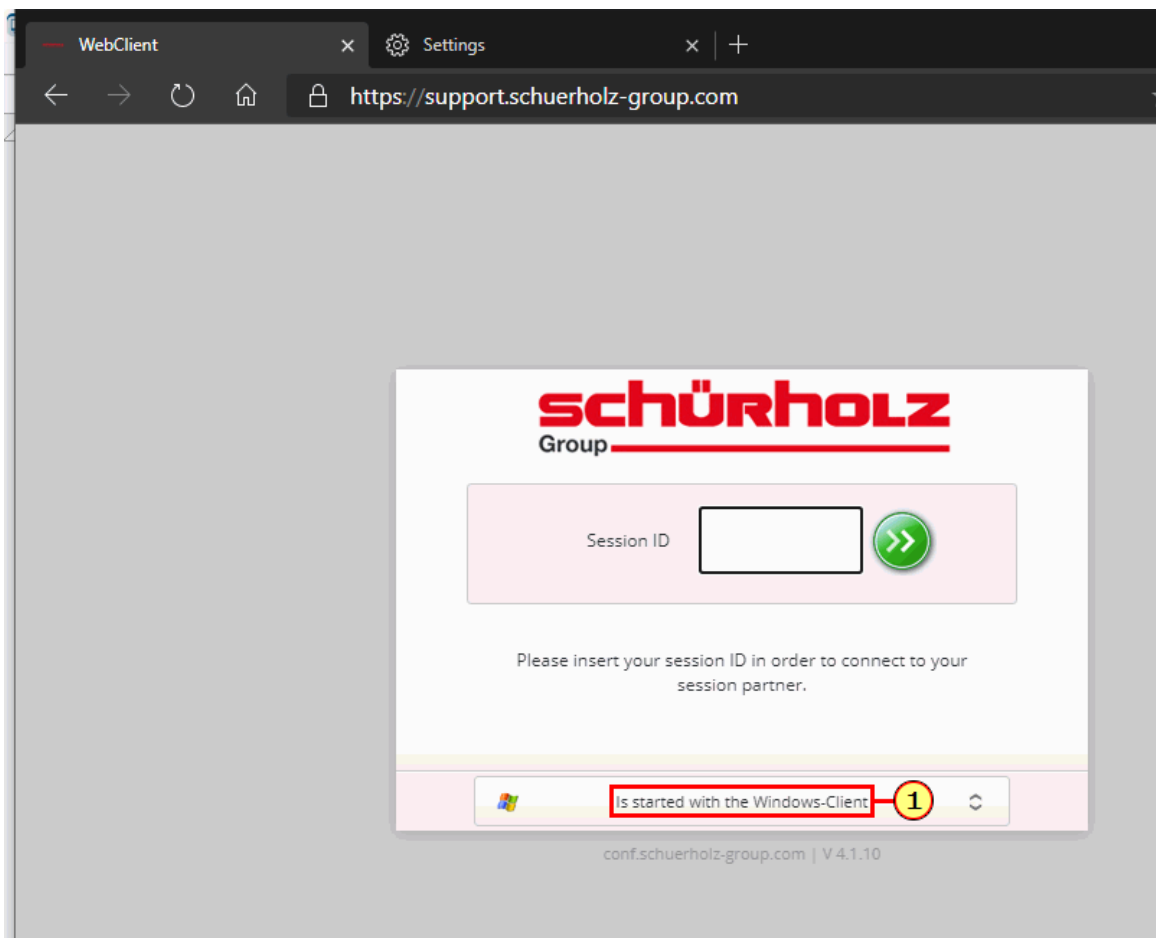 WebClient
Settings
https://support.schuerholz-group.com
schürholz
Group
Session ID
Please insert your session ID in order to connect to your
session partner.
Is started with the Windows-Client
1
conf.schuerholz-group.com | V 4.1.10